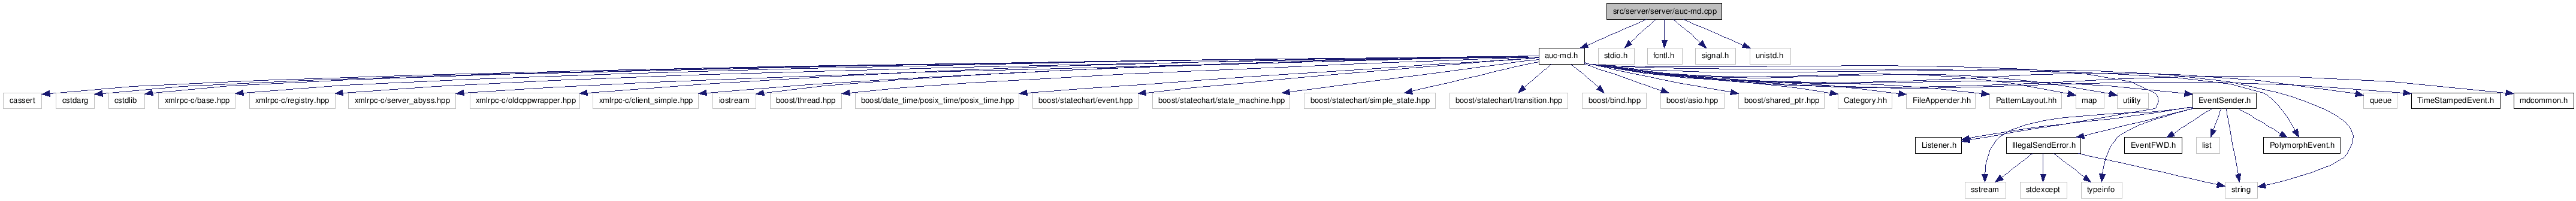 src/server/server/auc-md.cpp
auc-md.h
stdio.h
fcntl.h
signal.h
unistd.h
cassert
cstdarg
cstdlib
xmlrpc-c/base.hpp
xmlrpc-c/registry.hpp
xmlrpc-c/server_abyss.hpp
xmlrpc-c/oldcppwrapper.hpp
xmlrpc-c/client_simple.hpp
iostream
boost/thread.hpp
boost/date_time/posix_time/posix_time.hpp
boost/statechart/event.hpp
boost/statechart/state_machine.hpp
boost/statechart/simple_state.hpp
boost/statechart/transition.hpp
boost/bind.hpp
boost/asio.hpp
boost/shared_ptr.hpp
Category.hh
FileAppender.hh
PatternLayout.hh
map
utility
EventSender.h
queue
TimeStampedEvent.h
mdcommon.h
Listener.h
IllegalSendError.h
EventFWD.h
list
PolymorphEvent.h
sstream
stdexcept
typeinfo
string